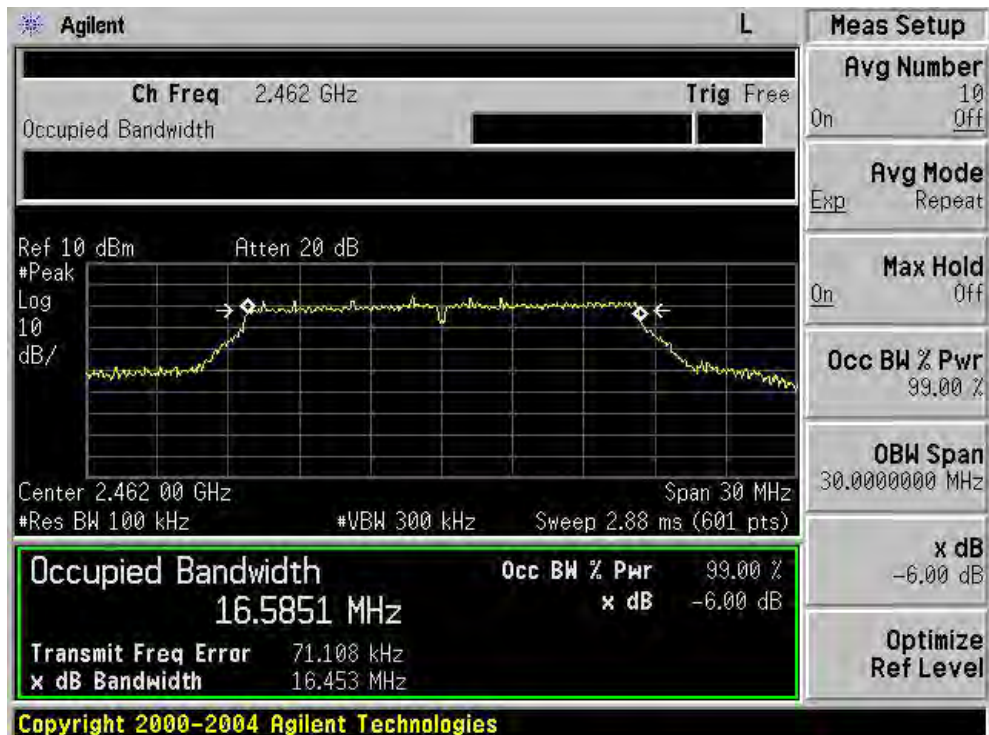 Agilent
L
Ch Freq 2.462 GHz
Trig Free
Occupied Bandwidth
Ref 10 dBm
Atten 20 dB
#Peak
Log
10
dB/
Center 2.462 00 GHz
Span 30 MHz
#Res BW 100 kHz
#VBW 300 kHz
Sweep 2.88 ms (601 pts)
Occupied Bandwidth
16.5851 MHz
Occ BW % Pwr 99.00 %
x dB -6.00 dB
Transmit Freq Error 71.108 kHz
x dB Bandwidth 16.453 MHz
Copyright 2000-2004 Agilent Technologies
Meas Setup
Avg Number
10
On Off
Avg Mode
Exp Repeat
Max Hold
On Off
Occ BW % Pwr
99.00 %
OBW Span
30.0000000 MHz
x dB
-6.00 dB
Optimize
Ref Level